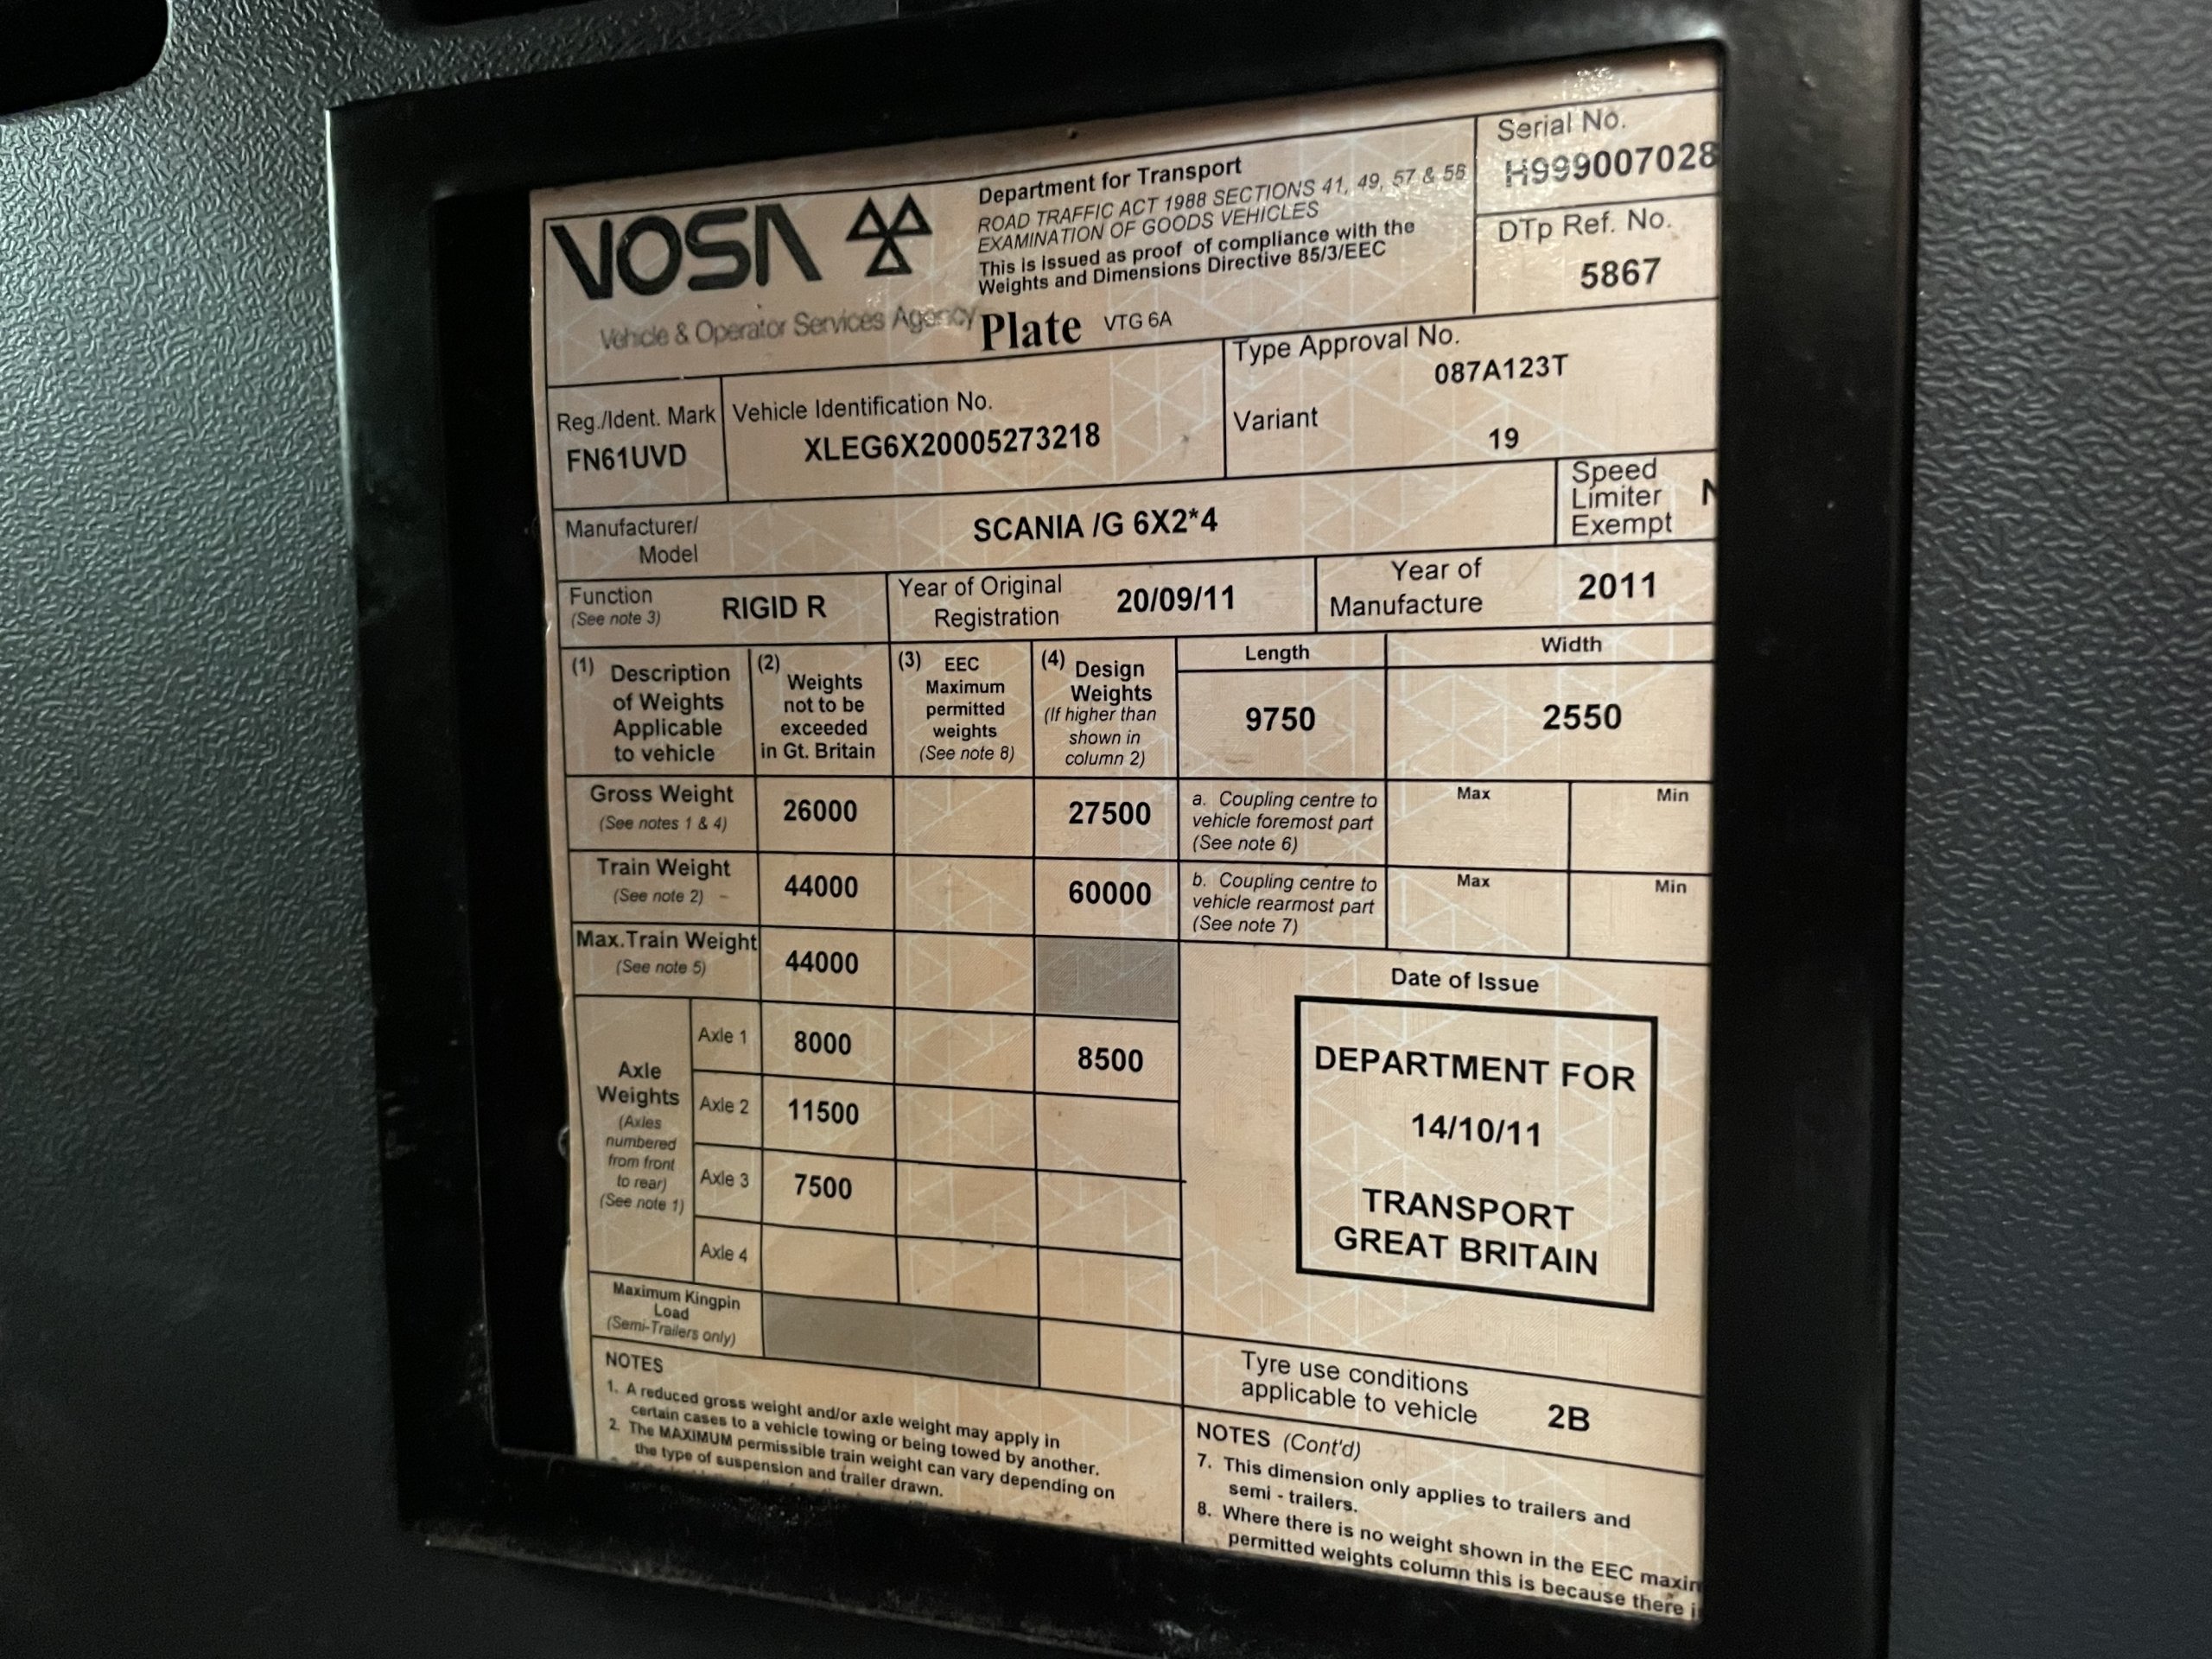 VOSA
Vehicle & Operator Services Agency
Department for Transport
ROAD TRAFFIC ACT 1988 SECTIONS 41, 49, 57 & 58
EXAMINATION OF GOODS VEHICLES
This is issued as proof of compliance with the
Weights and Dimensions Directive 85/3/EEC
Plate VTG 6A
Serial No.
H999007028
DTp Ref. No.
5867
Reg./Ident. Mark
FN61UVD
Vehicle Identification No.
XLEG6X20005273218
Type Approval No.
087A123T
Variant
19
Manufacturer/
Model
SCANIA /G 6X2*4
Speed
Limiter
Exempt
N
Function
(See note 3)
RIGID R
Year of Original
Registration
20/09/11
Year of
Manufacture
2011
(1) Description
of Weights
Applicable
to vehicle
(2)
Weights
not to be
exceeded
in Gt. Britain
(3) EEC
Maximum
permitted
weights
(See note 8)
(4) Design
Weights
(If higher than
shown in
column 2)
Length
9750
Width
2550
Gross Weight
(See notes 1 & 4)
26000
27500
a. Coupling centre to
vehicle foremost part
(See note 6)
Max
Min
Train Weight
(See note 2)
44000
60000
b. Coupling centre to
vehicle rearmost part
(See note 7)
Max
Min
Max.Train Weight
(See note 5)
44000
Axle
Weights
(Axles
numbered
from front
to rear)
(See note 1)
Axle 1
8000
8500
Axle 2
11500
Axle 3
7500
Axle 4
Maximum Kingpin
Load
(Semi-Trailers only)
Date of Issue
DEPARTMENT FOR
14/10/11
TRANSPORT
GREAT BRITAIN
Tyre use conditions
applicable to vehicle
2B
NOTES
1. A reduced gross weight and/or axle weight may apply in
certain cases to a vehicle towing or being towed by another.
2. The MAXIMUM permissible train weight can vary depending on
the type of suspension and trailer drawn.
NOTES (Cont'd)
7. This dimension only applies to trailers and
semi - trailers.
8. Where there is no weight shown in the EEC maxim
permitted weights column this is because there i